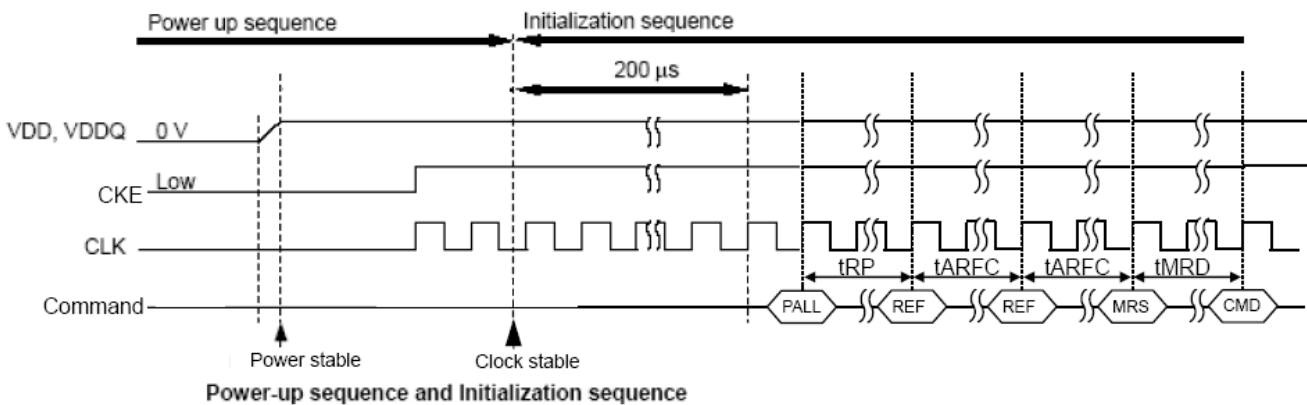 Power up sequence
Initialization sequence
200 µs
VDD, VDDQ 0 V
CKE Low
CLK
tRP tARFC tARFC tMRD
Command PALL REF REF MRS CMD
Power stable
Clock stable
Power-up sequence and Initialization sequence